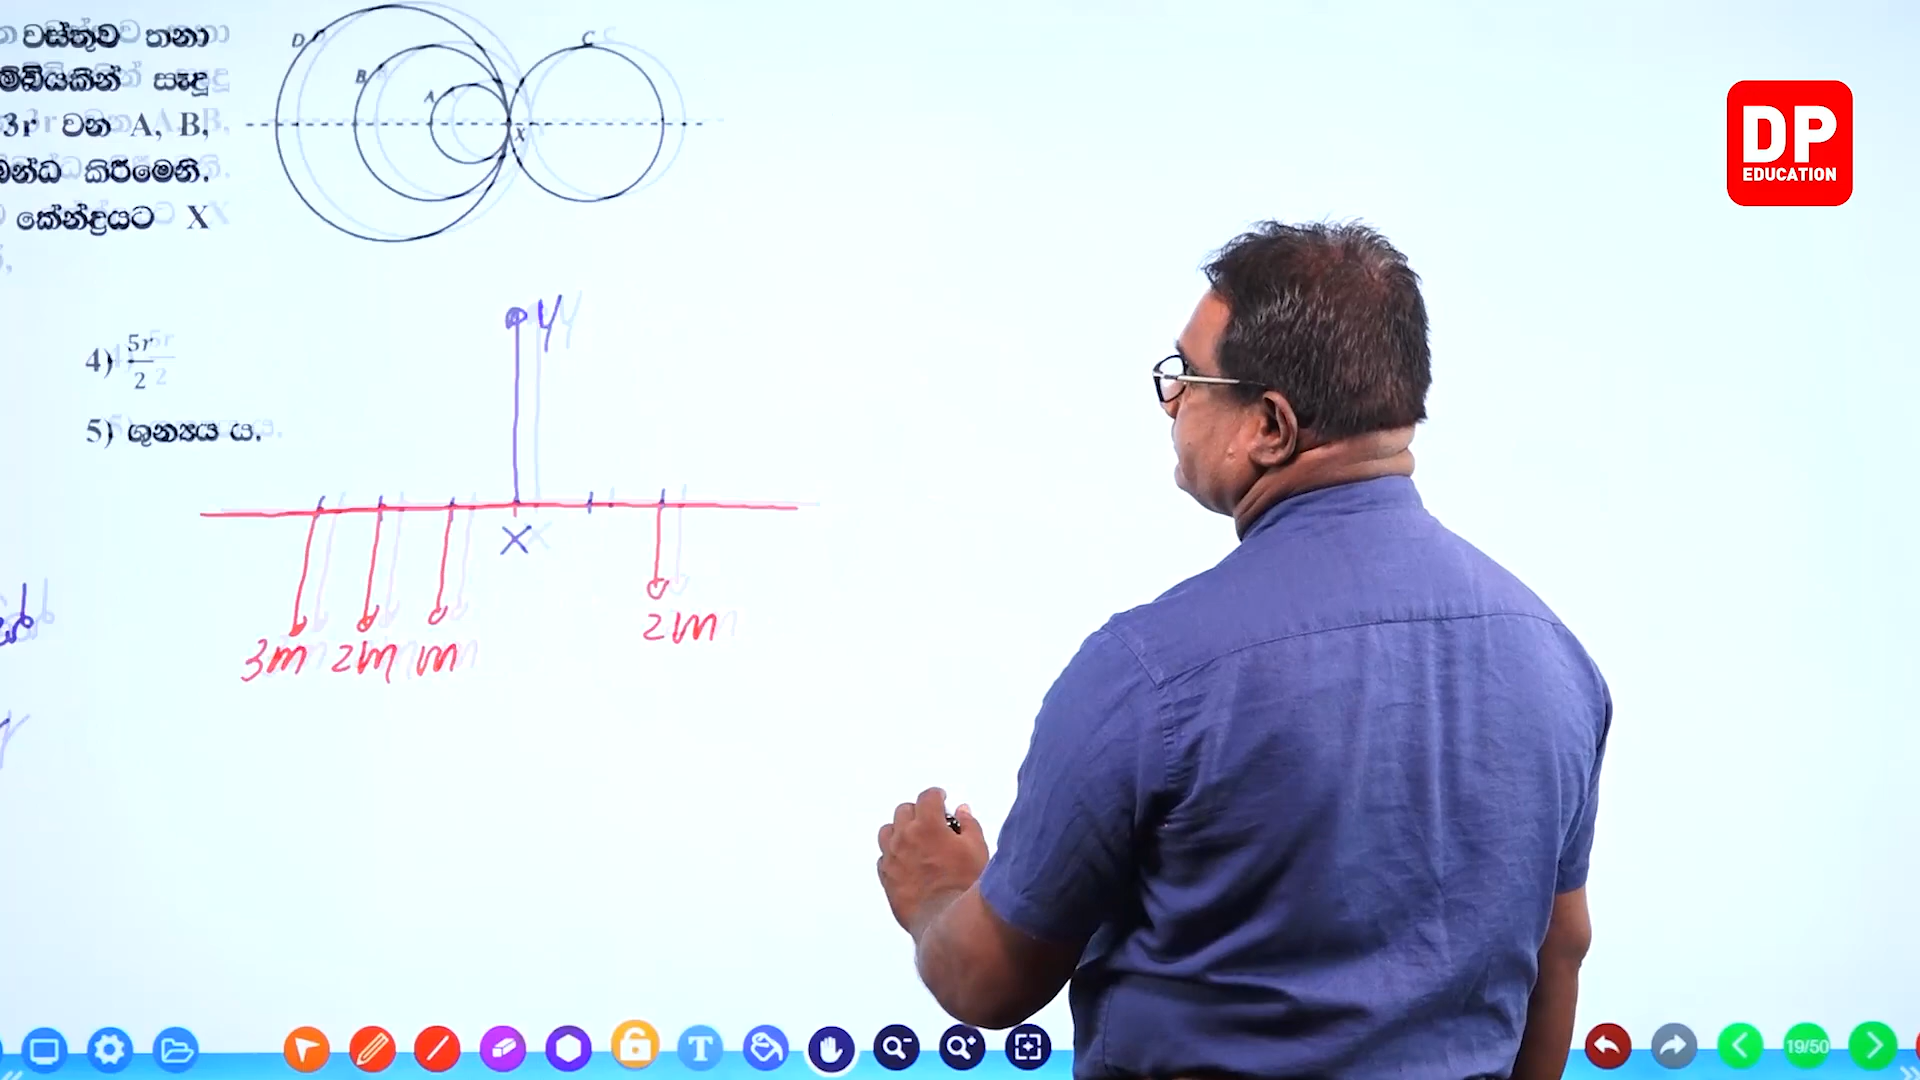 වස්තුව තනා
ම්බියකින් සෑදූ
3r වන A, B,
බන්ධ කිරීමෙනි.
කේන්ද්‍රයට X
D
B
A
C
X
4) 5r/2
5) ශුන්‍යය ය.
Y
X
3m 2m m 2m
DP
EDUCATION
T
19/50